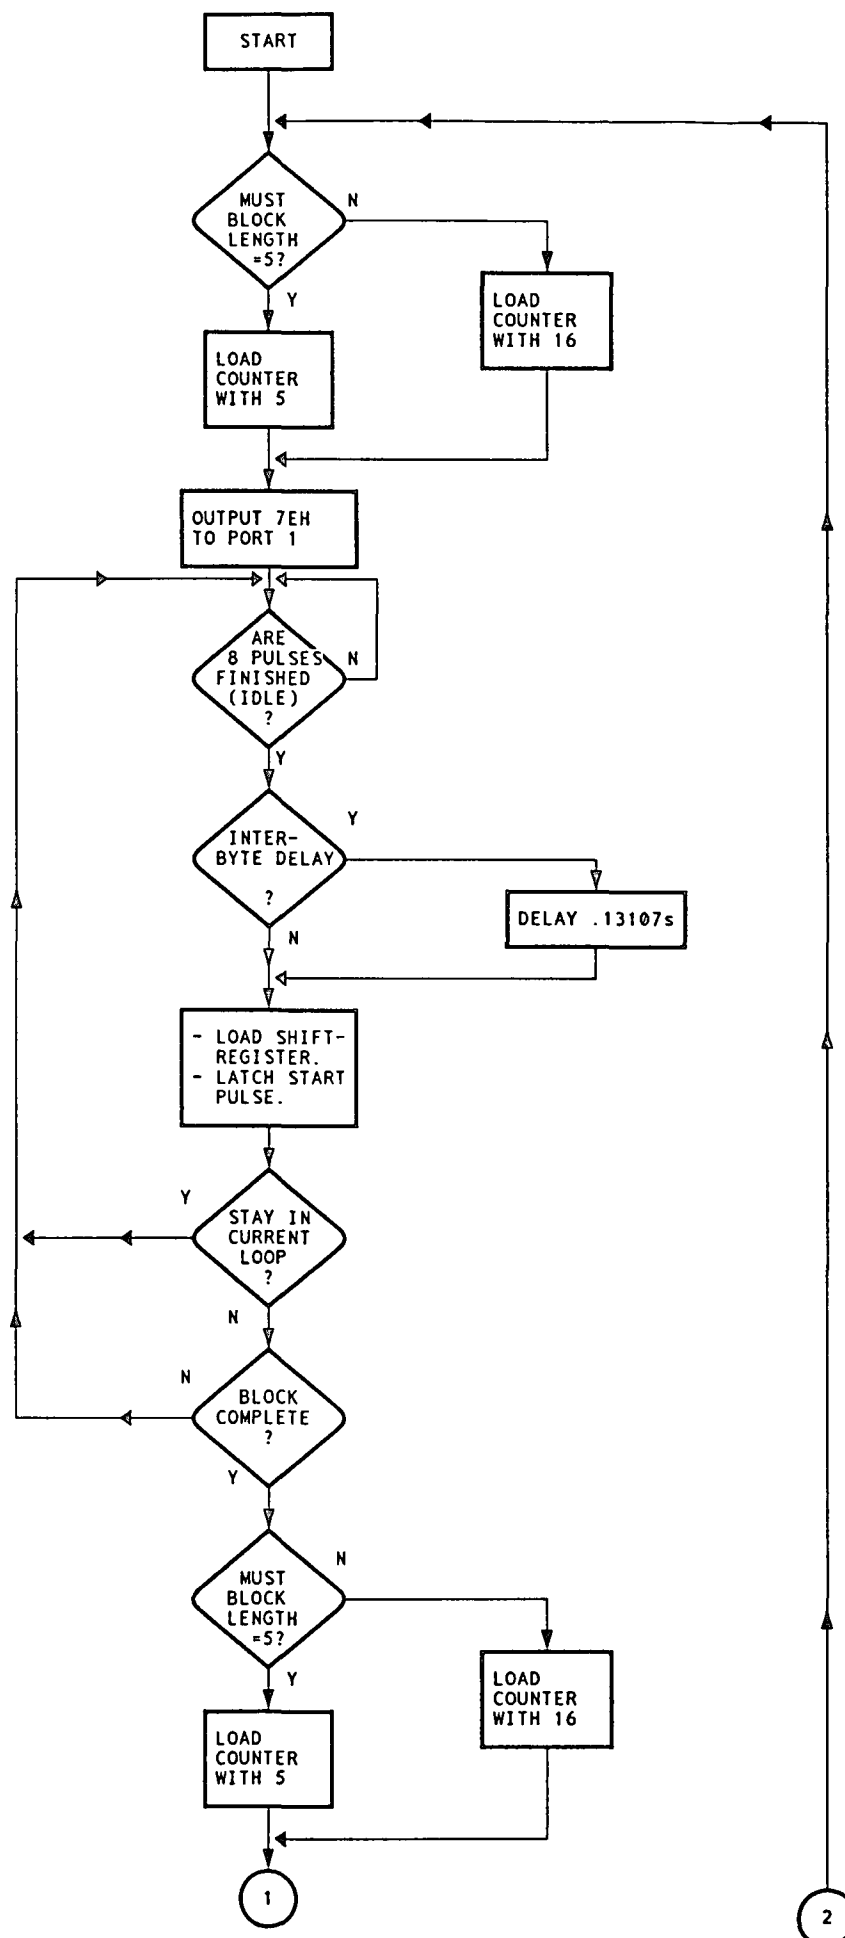 START
MUST
BLOCK
LENGTH
=5?
N
Y
LOAD
COUNTER
WITH 16
LOAD
COUNTER
WITH 5
OUTPUT 7EH
TO PORT 1
ARE
8 PULSES
FINISHED
(IDLE)
?
N
Y
INTER-
BYTE DELAY
?
Y
N
DELAY .13107s
- LOAD SHIFT-
REGISTER.
- LATCH START
PULSE.
Y
STAY IN
CURRENT
LOOP
?
N
N
BLOCK
COMPLETE
?
Y
MUST
BLOCK
LENGTH
=5?
N
Y
LOAD
COUNTER
WITH 16
LOAD
COUNTER
WITH 5
1
2